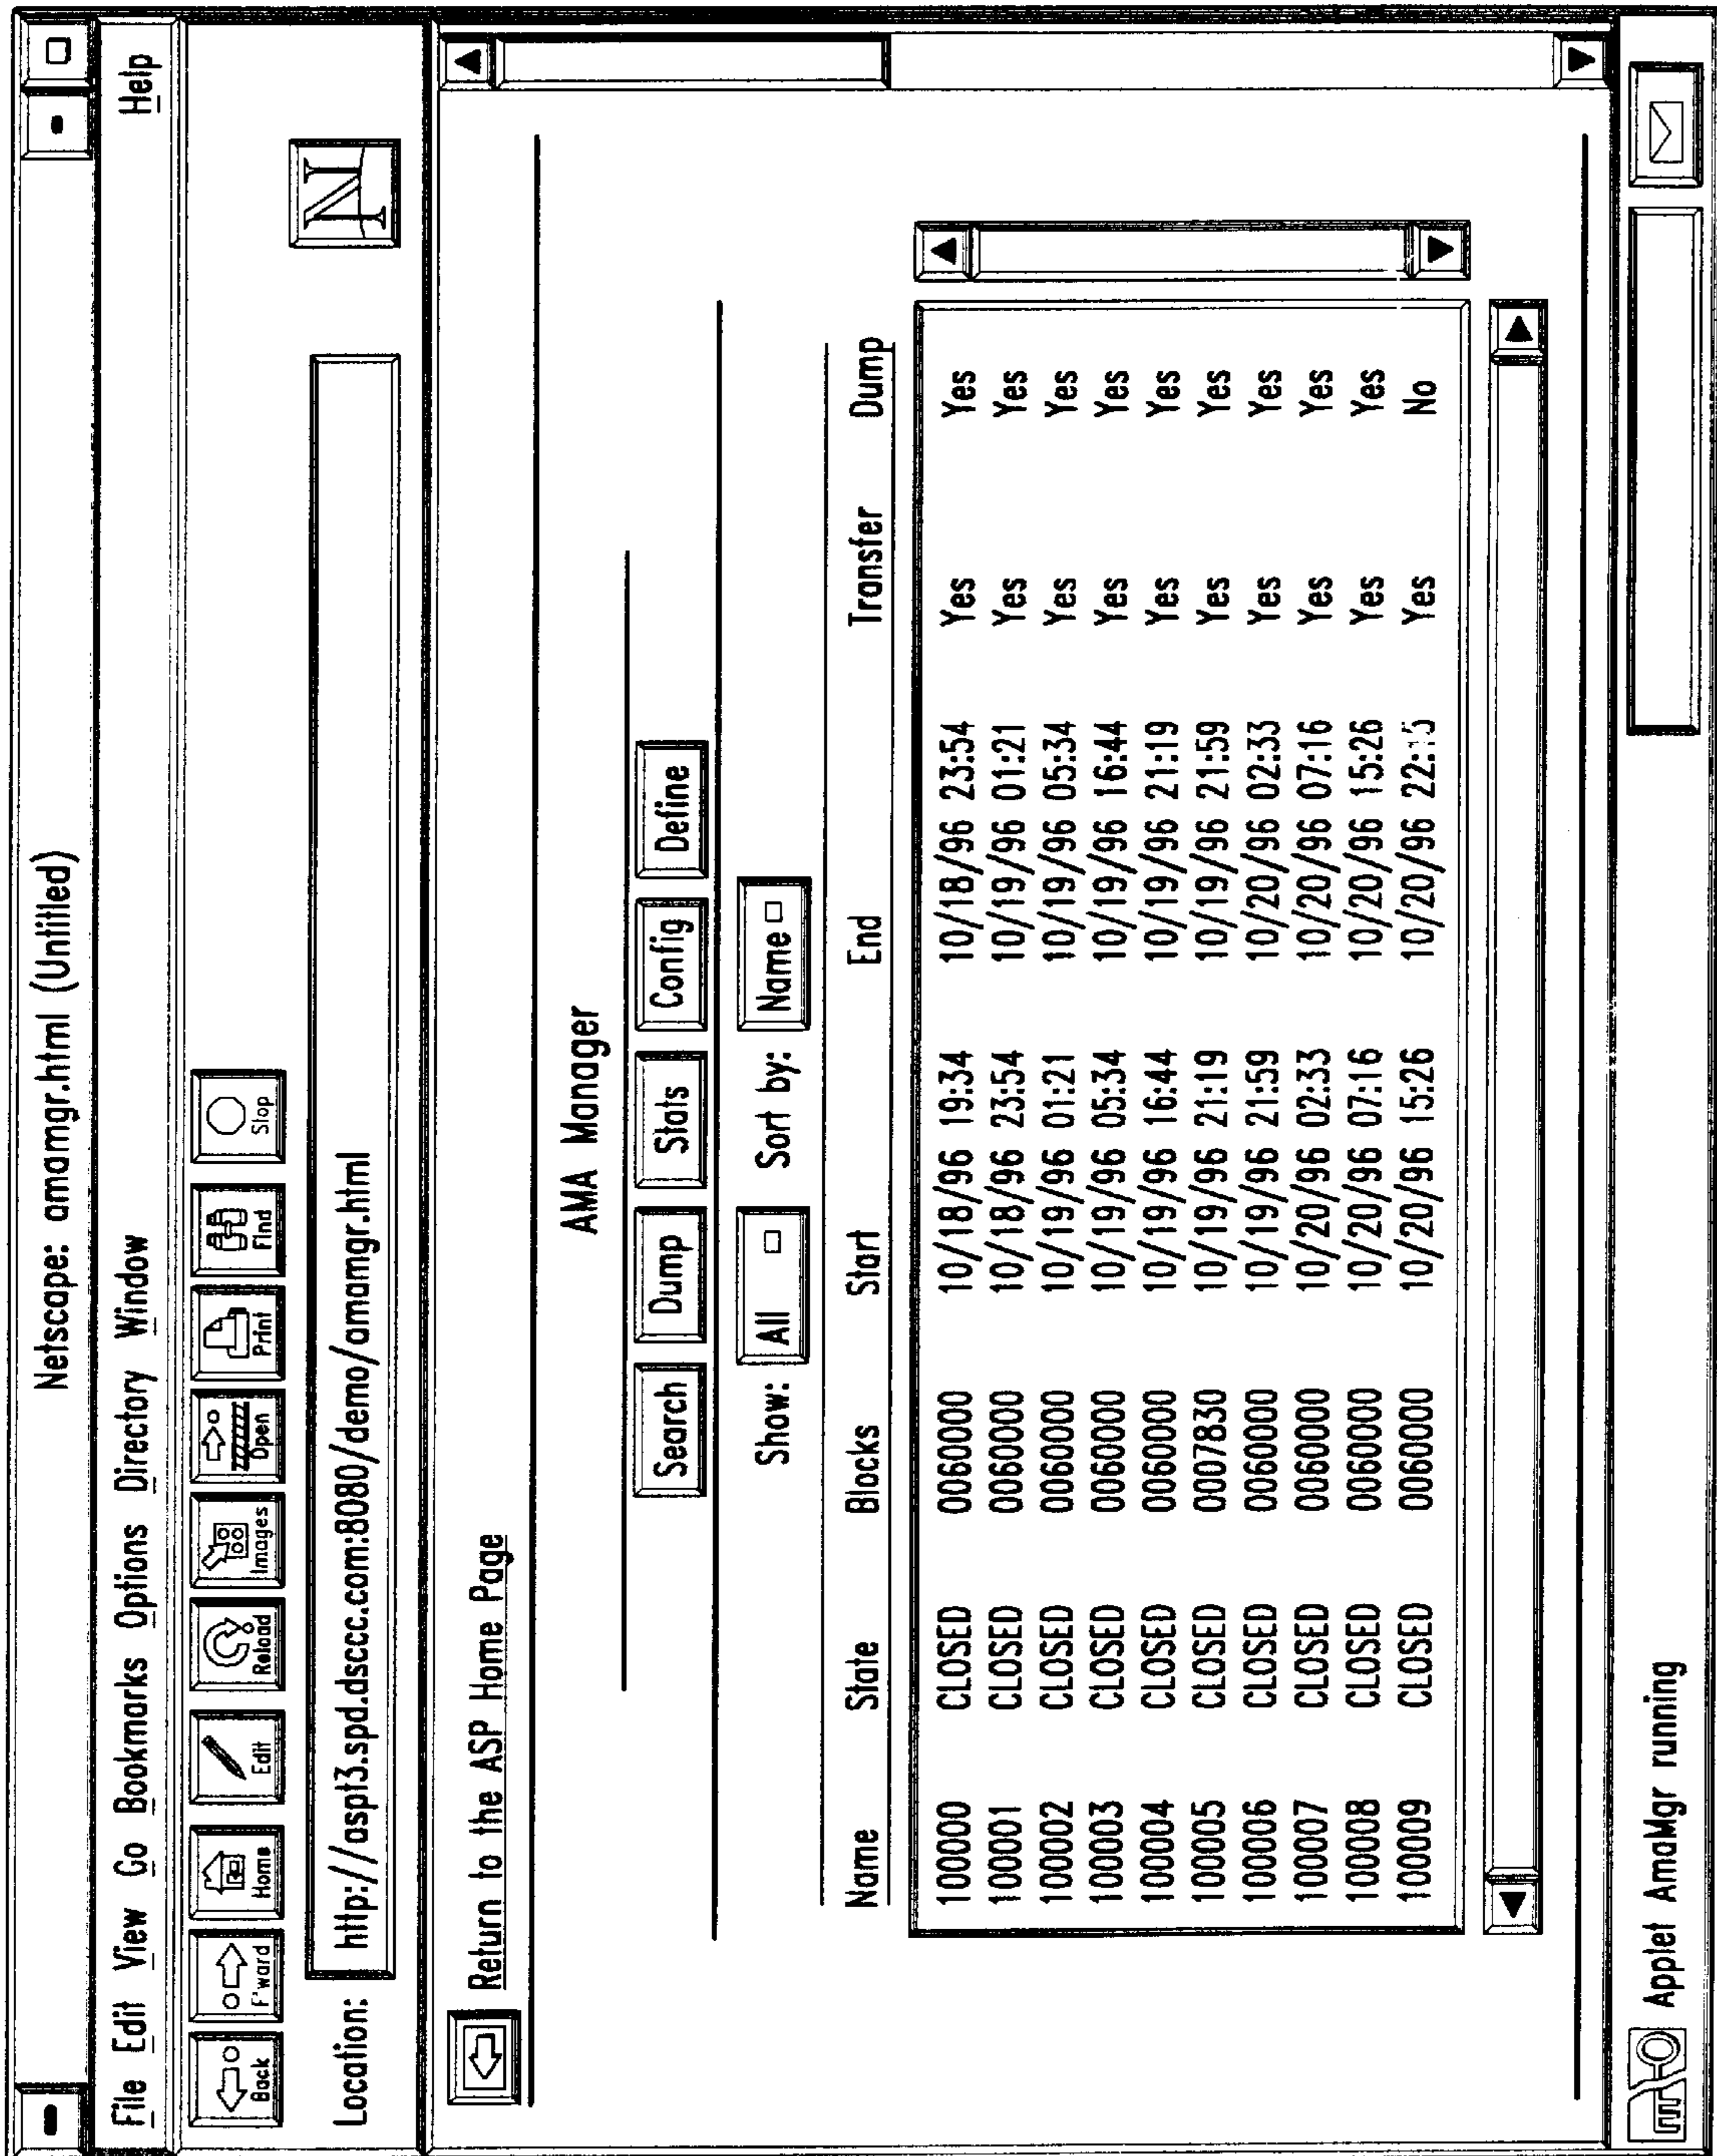 Netscape: amamgr.html (Untitled)
File Edit View Go Bookmarks Options Directory Window Help
Back F'ward Home Edit Reload Images Open Print Find Stop
N
Location: http://aspt3.spd.dsccc.com:8080/demo/amamgr.html
Return to the ASP Home Page
AMA Manager
Search Dump Stats Config Define
Show: All Sort by: Name
Name State Blocks Start End Transfer Dump
100000 CLOSED 0060000 10/18/96 19:34 10/18/96 23:54 Yes Yes
100001 CLOSED 0060000 10/18/96 23:54 10/19/96 01:21 Yes Yes
100002 CLOSED 0060000 10/19/96 01:21 10/19/96 05:34 Yes Yes
100003 CLOSED 0060000 10/19/96 05:34 10/19/96 16:44 Yes Yes
100004 CLOSED 0060000 10/19/96 16:44 10/19/96 21:19 Yes Yes
100005 CLOSED 0007830 10/19/96 21:19 10/19/96 21:59 Yes Yes
100006 CLOSED 0060000 10/19/96 21:59 10/20/96 02:33 Yes Yes
100007 CLOSED 0060000 10/20/96 02:33 10/20/96 07:16 Yes Yes
100008 CLOSED 0060000 10/20/96 07:16 10/20/96 15:26 Yes Yes
100009 CLOSED 0060000 10/20/96 15:26 10/20/96 Yes No
Applet AmaMgr running